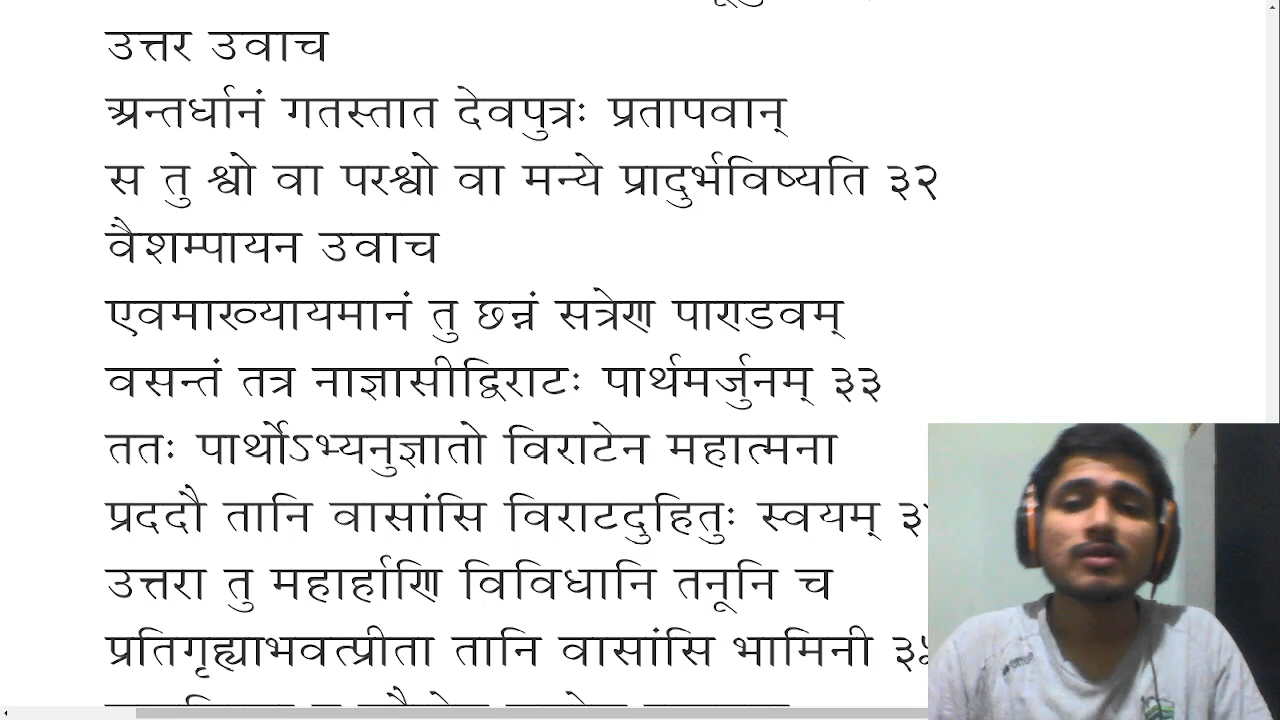 उत्तर उवाच
अन्तर्धानं गतस्तात देवपुत्रः प्रतापवान्
स तु श्वो वा परश्वो वा मन्ये प्रादुर्भविष्यति ३२
वैशम्पायन उवाच
एवमाख्यायमानं तु छन्नं सत्रेण पाण्डवम्
वसन्तं तत्र नाज्ञासीद्विराटः पार्थमर्जुनम् ३३
ततः पार्थोऽभ्यनुज्ञातो विराटेन महात्मना
प्रददौ तानि वासांसि विराटदुहितुः स्वयम्
उत्तरा तु महार्हाणि विविधानि तनूनि च
प्रतिगृह्याभवत्प्रीता तानि वासांसि भामिनी